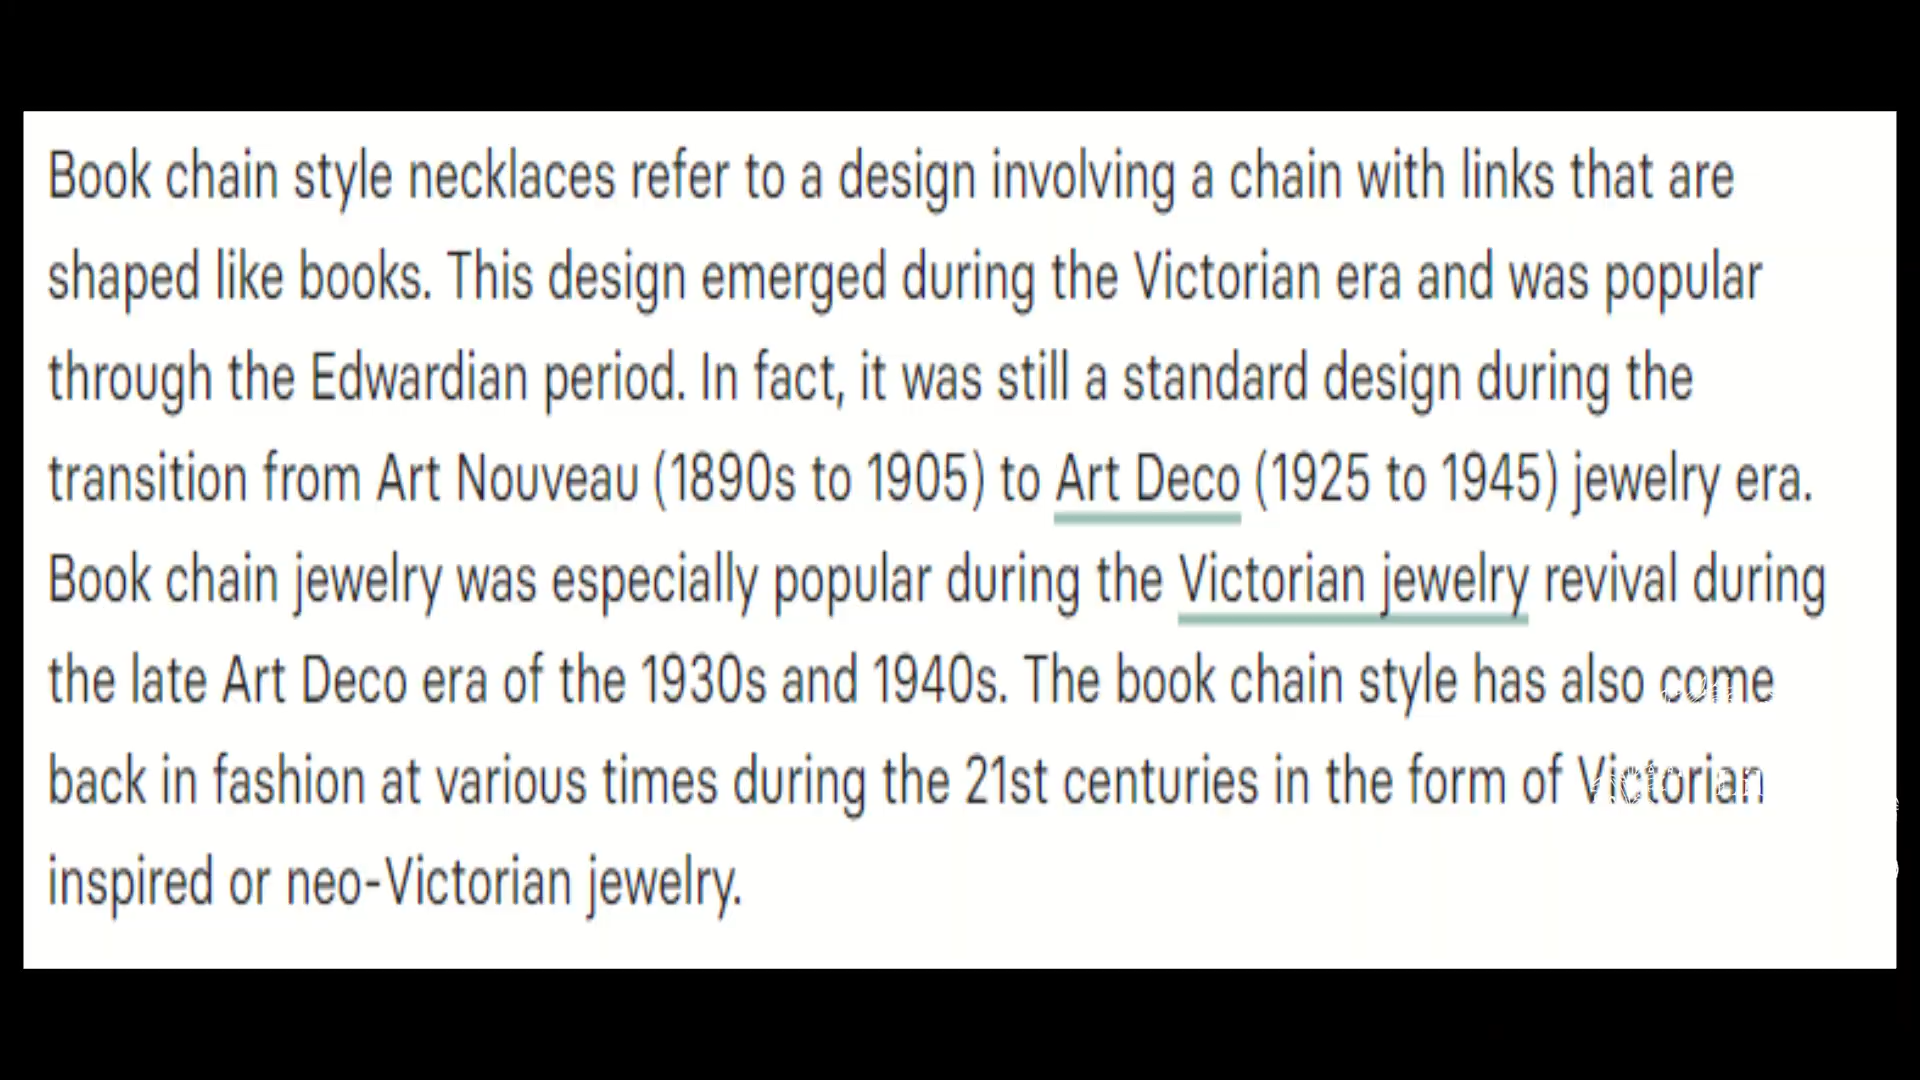 Book chain style necklaces refer to a design involving a chain with links that are
shaped like books. This design emerged during the Victorian era and was popular
through the Edwardian period. In fact, it was still a standard design during the
transition from Art Nouveau (1890s to 1905) to Art Deco (1925 to 1945) jewelry era.
Book chain jewelry was especially popular during the Victorian jewelry revival during
the late Art Deco era of the 1930s and 1940s. The book chain style has also come
back in fashion at various times during the 21st centuries in the form of Victorian
inspired or neo-Victorian jewelry.